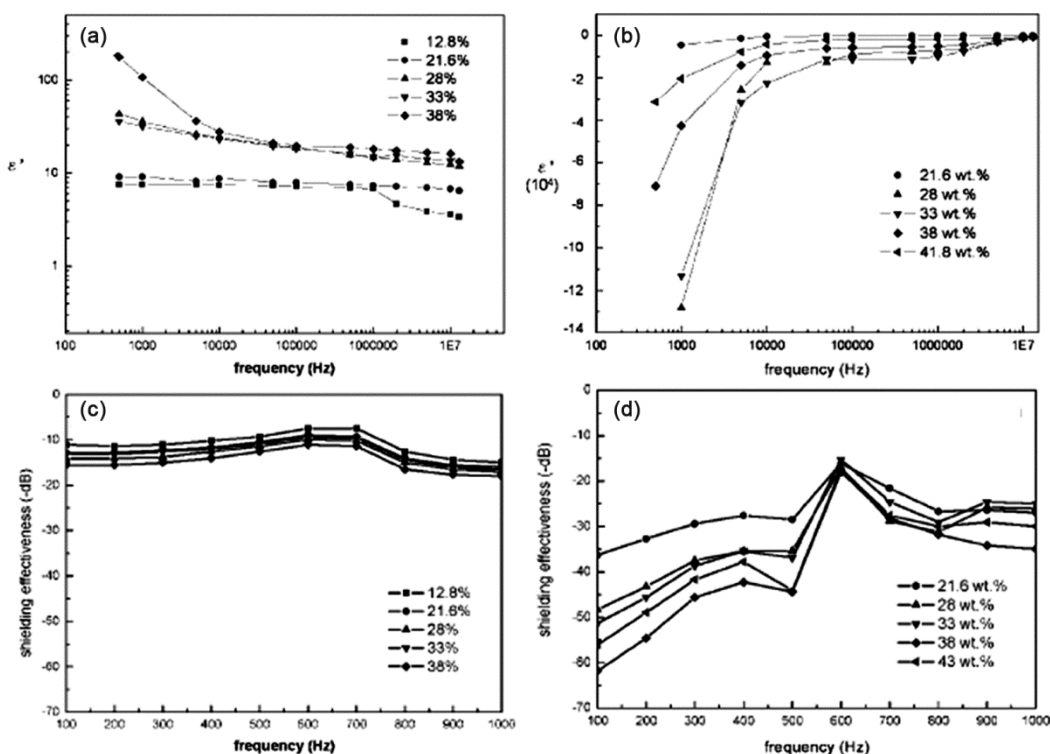 (a)
12.8%
21.6%
28%
33%
38%
100
10
1
ε'
100 1000 10000 100000 1000000 1E7
frequency (Hz)
(b)
0
-2
-4
-6
-8
-10
-12
-14
ε'
(10⁴)
21.6 wt.%
28 wt.%
33 wt.%
38 wt.%
41.8 wt.%
100 1000 10000 100000 1000000 1E7
frequency (Hz)
(c)
0
-10
-20
-30
-40
-50
-60
-70
shielding effectiveness (-dB)
12.8%
21.6%
28%
33%
38%
100 200 300 400 500 600 700 800 900 1000
frequency (Hz)
(d)
0
-10
-20
-30
-40
-50
-60
-70
shielding effectiveness (-dB)
21.6 wt.%
28 wt.%
33 wt.%
38 wt.%
43 wt.%
100 200 300 400 500 600 700 800 900 1000
frequency (Hz)